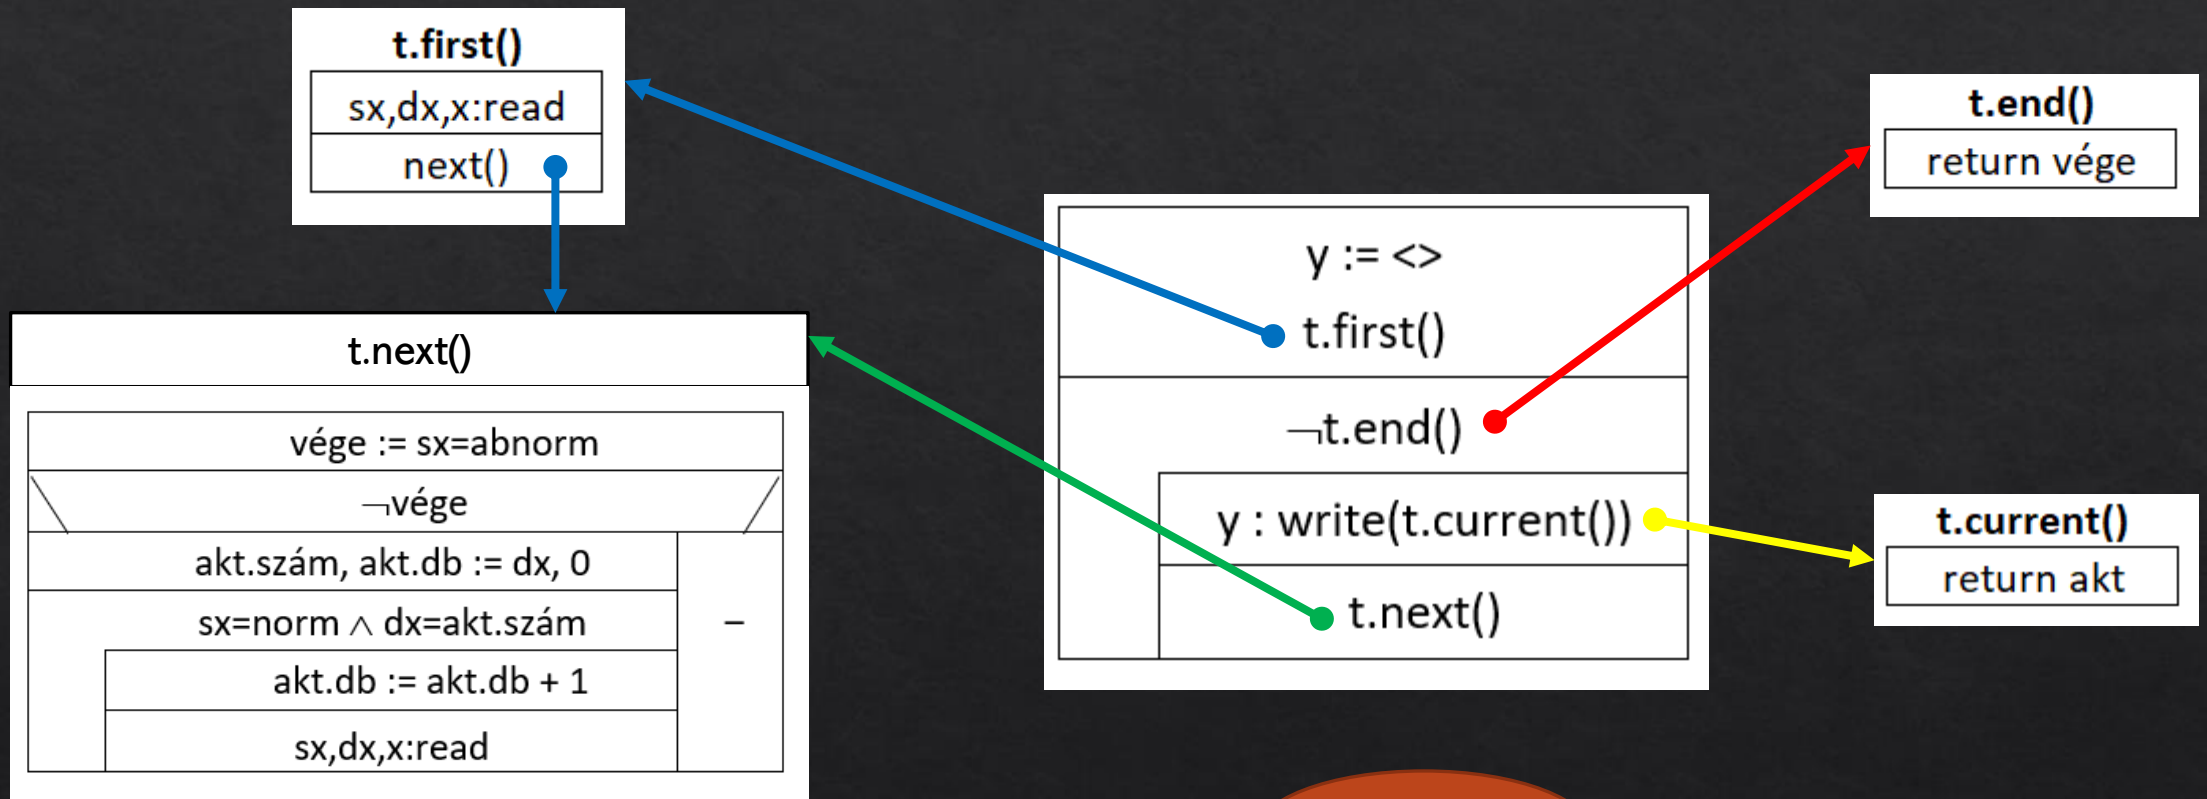 t.first()
sx,dx,x:read
next()
t.next()
vége := sx=abnorm
¬vége
akt.szám, akt.db := dx, 0
sx=norm ∧ dx=akt.szám
–
akt.db := akt.db + 1
sx,dx,x:read
y := <>
t.first()
¬t.end()
y : write(t.current())
t.next()
t.end()
return vége
t.current()
return akt